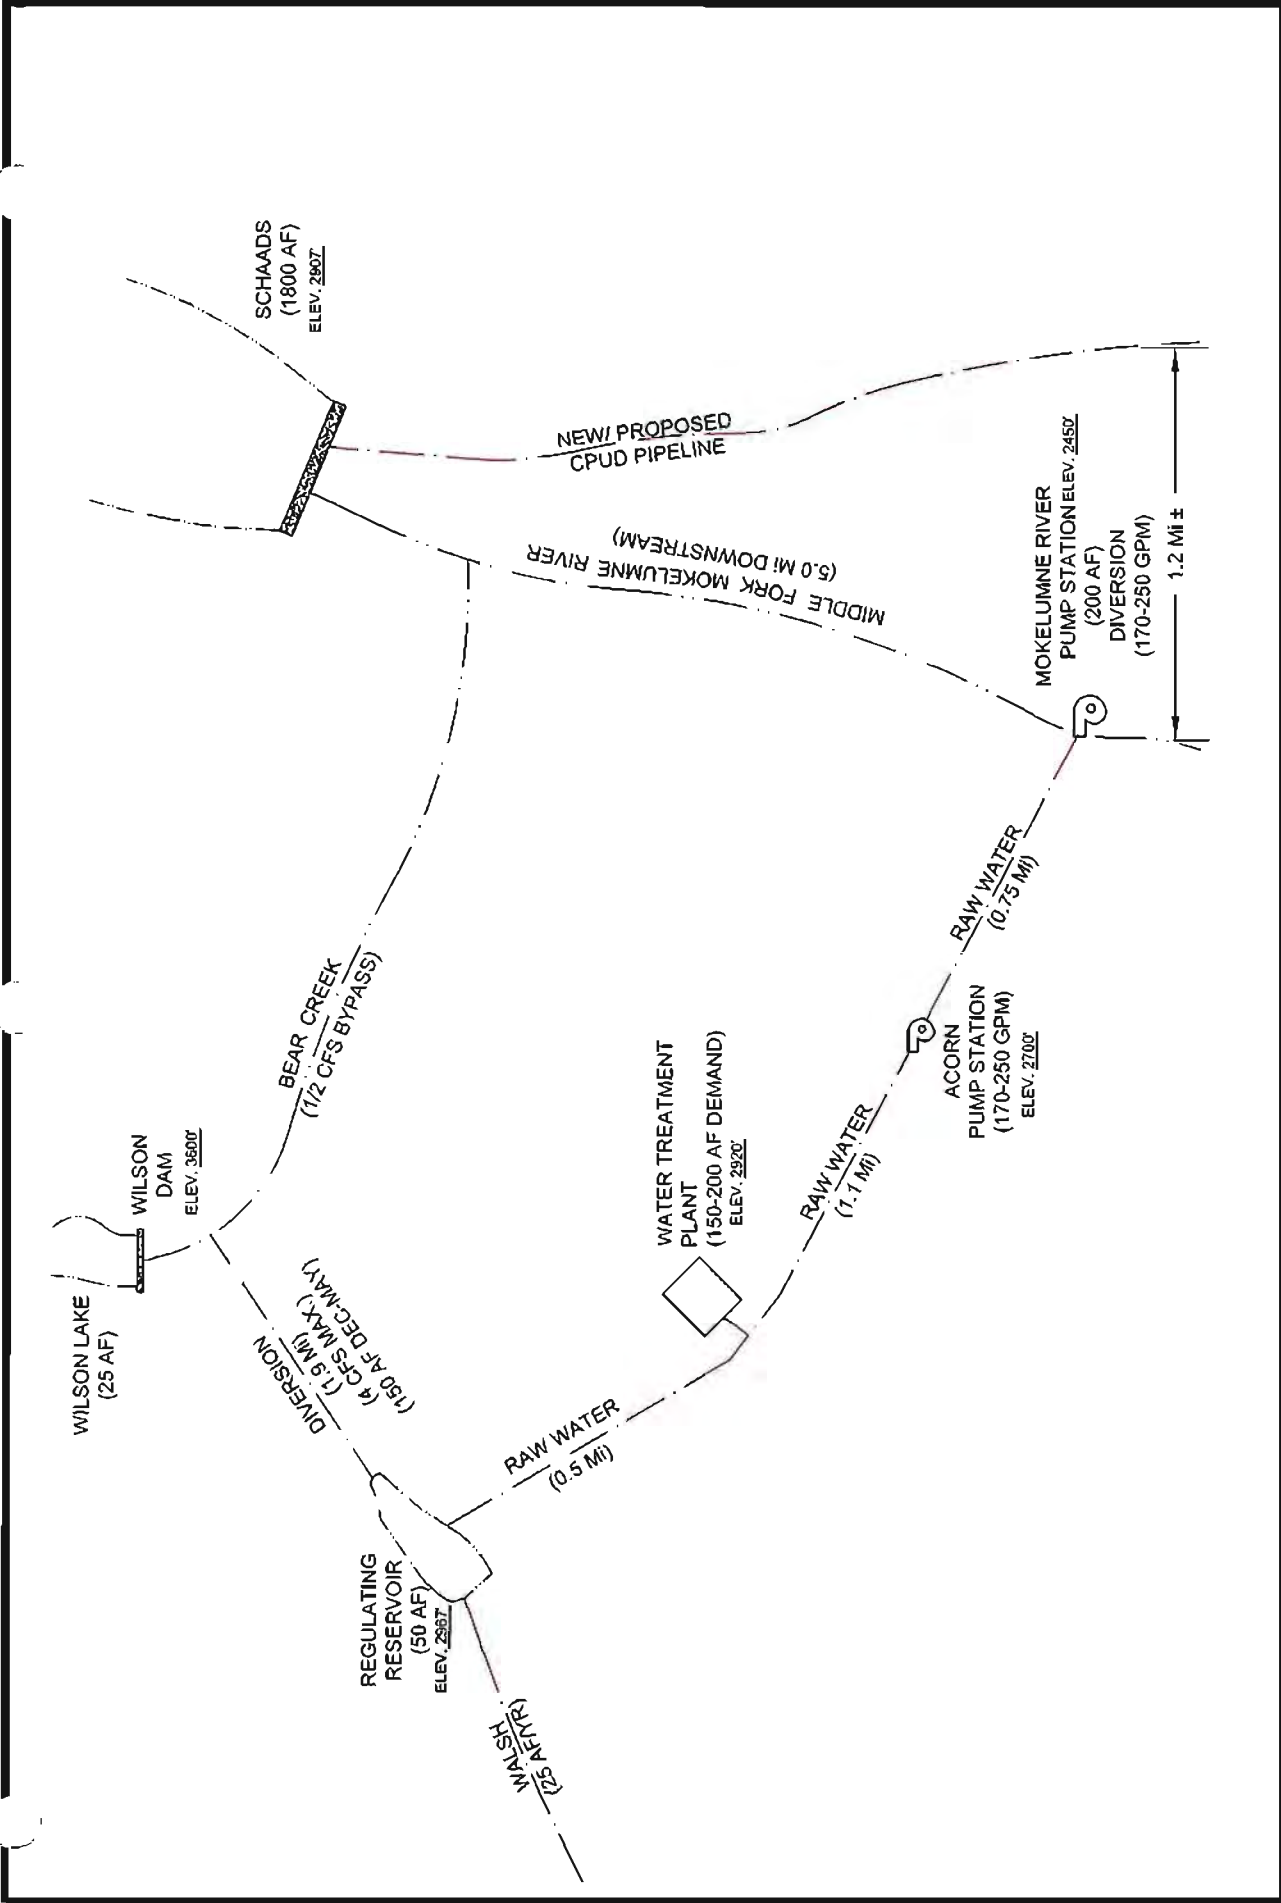 WILSON LAKE
(25 AF)
WILSON
DAM
ELEV. 3600'
SCHAADS
(1800 AF)
ELEV. 2907'
BEAR CREEK
(1/2 CFS BYPASS)
DIVERSION
(1.9 Mi)
(4 CFS MAX.)
(150 AF DEC-MAY)
REGULATING
RESERVOIR
(50 AF)
ELEV. 2967'
WALSH
(25 AF/YR)
RAW WATER
(0.5 Mi)
WATER TREATMENT
PLANT
(150-200 AF DEMAND)
ELEV. 2920'
RAW WATER
(1.1 Mi)
ACORN
PUMP STATION
(170-250 GPM)
ELEV. 2700'
RAW WATER
(0.75 Mi)
NEW/ PROPOSED
CPUD PIPELINE
MIDDLE FORK MOKELUMNE RIVER
(5.0 Mi DOWNSTREAM)
MOKELUMNE RIVER
PUMP STATION ELEV. 2450'
(200 AF)
DIVERSION
(170-250 GPM)
1.2 Mi ±